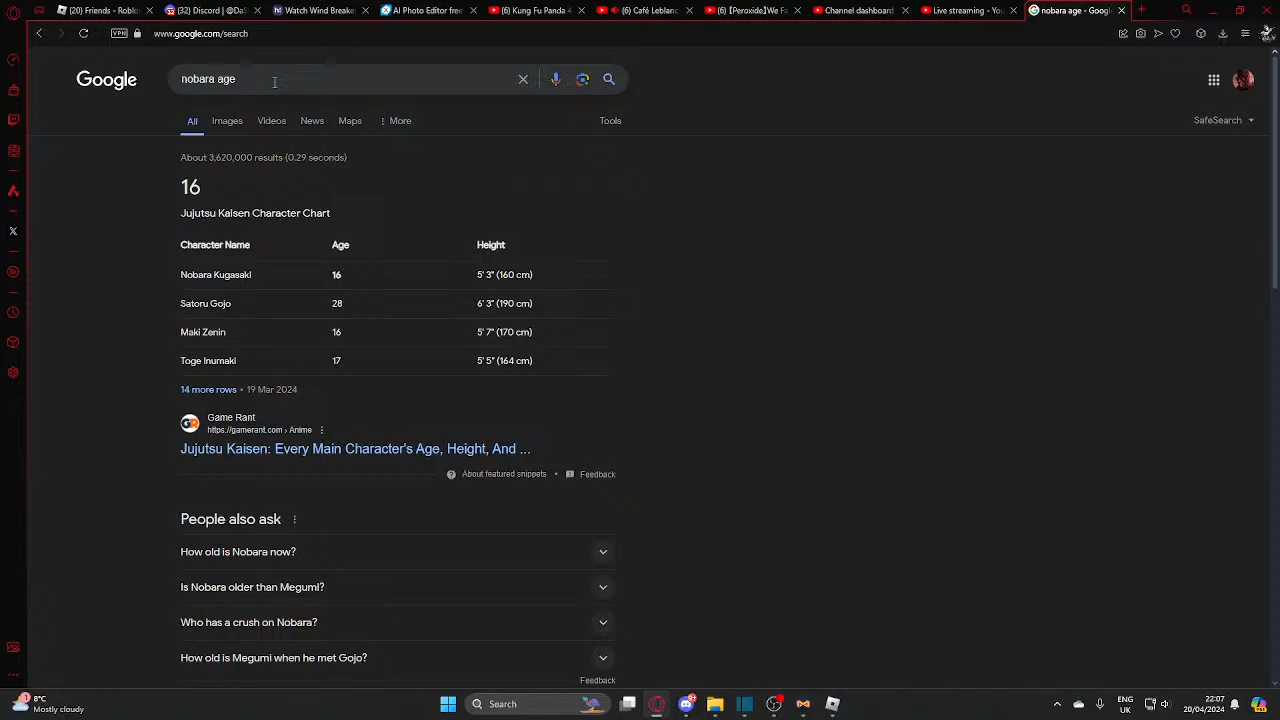 (20) Friends - Roblox
(32) Discord | @DaS
Watch Wind Breake
AI Photo Editor free
(6) Kung Fu Panda 4
(6) Café Leblanc
(6) 【Peroxide】We Fa
Channel dashboard
Live streaming - You
nobara age - Google
VPN
www.google.com/search
Google
nobara age
All
Images
Videos
News
Maps
More
Tools
SafeSearch
About 3,620,000 results (0.29 seconds)
16
Jujutsu Kaisen Character Chart
Character Name Age Height
Nobara Kugasaki 16 5' 3" (160 cm)
Satoru Gojo 28 6' 3" (190 cm)
Maki Zenin 16 5' 7" (170 cm)
Toge Inumaki 17 5' 5" (164 cm)
14 more rows • 19 Mar 2024
Game Rant
https://gamerant.com › Anime
Jujutsu Kaisen: Every Main Character's Age, Height, And ...
About featured snippets • Feedback
People also ask
How old is Nobara now?
Is Nobara older than Megumi?
Who has a crush on Nobara?
How old is Megumi when he met Gojo?
Feedback
8°C
Mostly cloudy
Search
ENG
UK
22:07
20/04/2024